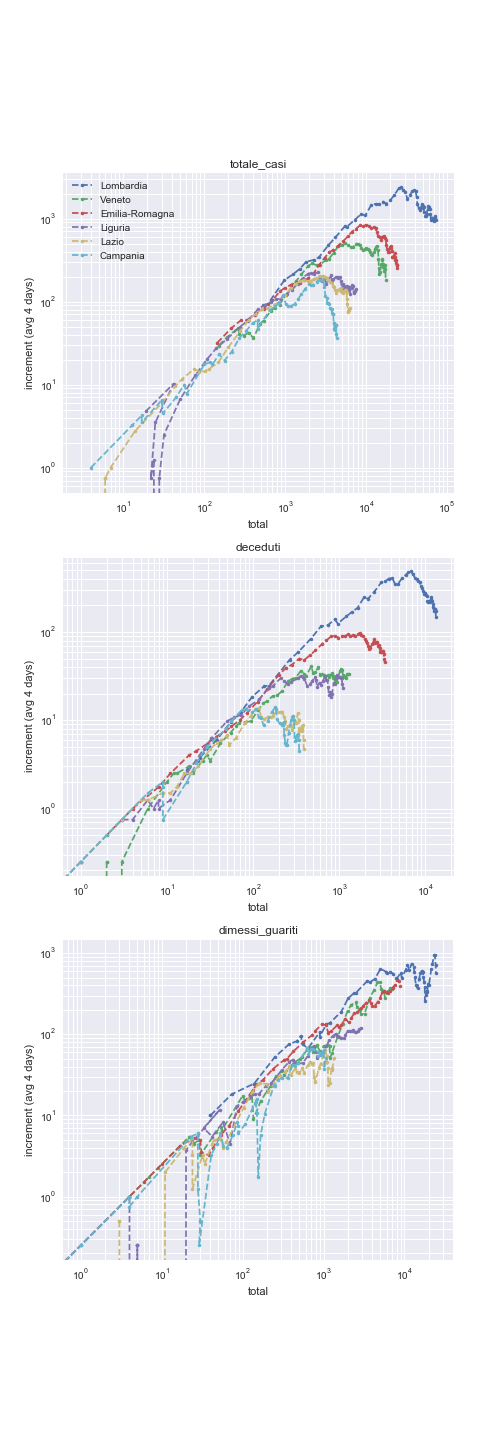 totale_casi
Lombardia
Veneto
Emilia-Romagna
Liguria
Lazio
Campania
10³
10²
10¹
10⁰
increment (avg 4 days)
10¹ 10² 10³ 10⁴ 10⁵
total
deceduti
10²
10¹
10⁰
increment (avg 4 days)
10⁰ 10¹ 10² 10³ 10⁴
total
dimessi_guariti
10³
10²
10¹
10⁰
increment (avg 4 days)
10⁰ 10¹ 10² 10³ 10⁴
total